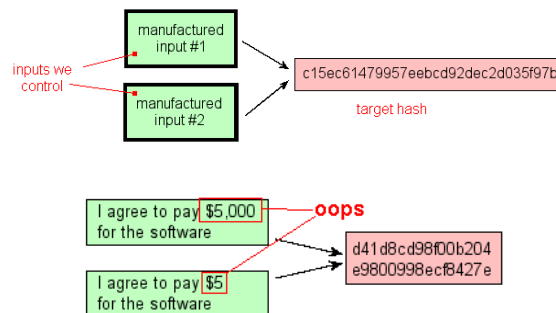 manufactured
input #1
inputs we
control
manufactured
input #2
c15ec61479957eebcd92dec2d035f97b
target hash
I agree to pay $5,000
for the software
oops
I agree to pay $5
for the software
d41d8cd98f00b204
e9800998ecf8427e